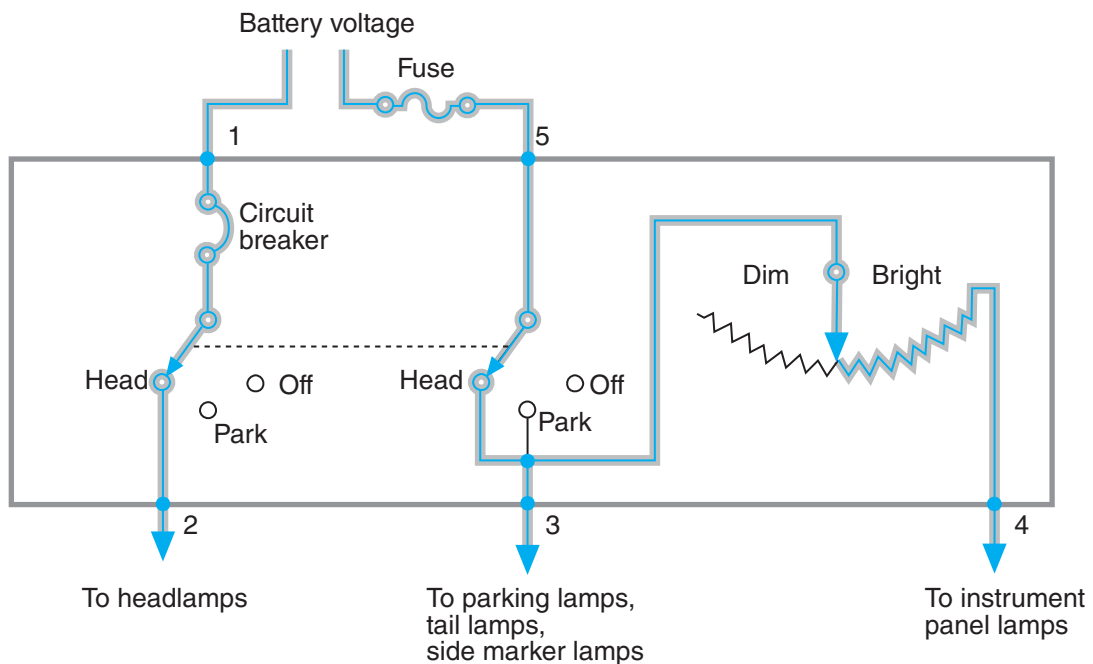 Battery voltage
Fuse
1
5
Circuit
breaker
Dim
Bright
Head
Off
Park
Head
Off
Park
2
3
4
To headlamps
To parking lamps,
tail lamps,
side marker lamps
To instrument
panel lamps